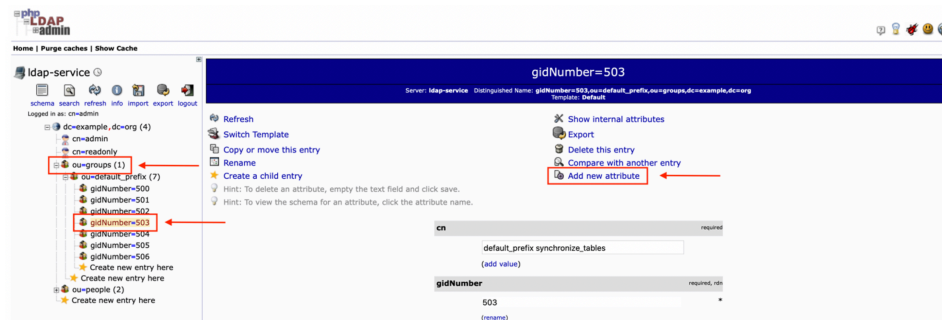 php
LDAP
admin
Home | Purge caches | Show Cache
ldap-service
schema search refresh info import export logout
Logged in as: cn=admin
dc=example,dc=org (4)
cn=admin
cn=readonly
ou=groups (1)
ou=default_prefix (7)
gidNumber=500
gidNumber=501
gidNumber=502
gidNumber=503
gidNumber=504
gidNumber=505
gidNumber=506
Create new entry here
Create new entry here
ou=people (2)
Create new entry here
gidNumber=503
Server: ldap-service Distinguished Name: gidNumber=503,ou=default_prefix,ou=groups,dc=example,dc=org
Template: Default
Refresh
Switch Template
Copy or move this entry
Rename
Create a child entry
Hint: To delete an attribute, empty the text field and click save.
Hint: To view the schema for an attribute, click the attribute name.
Show internal attributes
Export
Delete this entry
Compare with another entry
Add new attribute
cn required
default_prefix synchronize_tables
(add value)
gidNumber required, rdn
503 *
(rename)